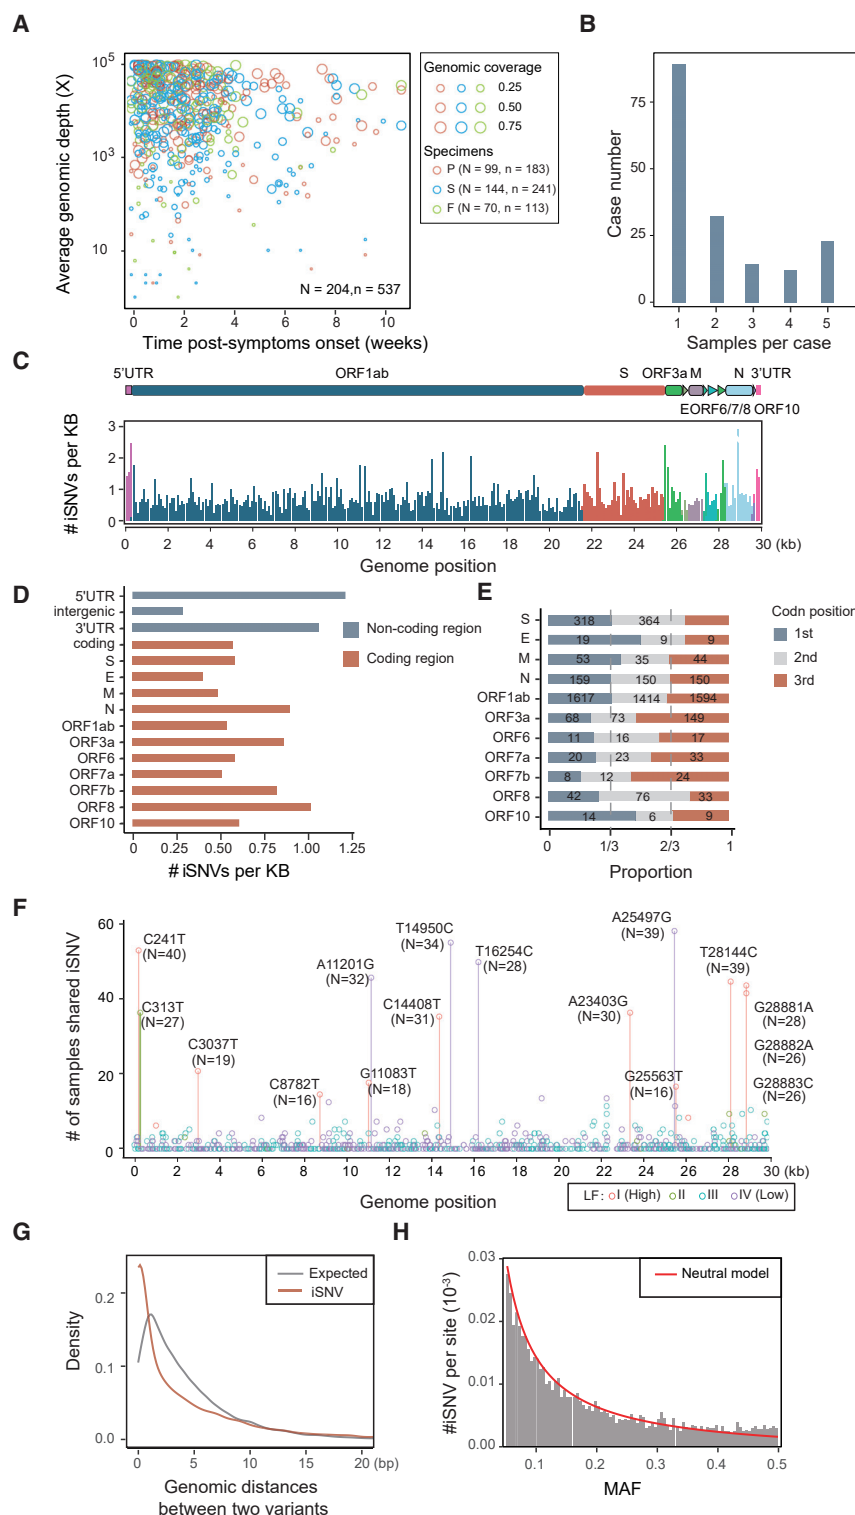 A
Average genomic depth (X)
10^5
10^3
10
0 2 4 6 8 10
Time post-symptoms onset (weeks)
N = 204,n = 537
Genomic coverage
0.25
0.50
0.75
Specimens
P (N = 99, n = 183)
S (N = 144, n = 241)
F (N = 70, n = 113)
B
Case number
75
50
25
0
1 2 3 4 5
Samples per case
C
5'UTR ORF1ab S ORF3a M N 3'UTR
EORF6/7/8 ORF10
# iSNVs per KB
3
2
1
0
0 2 4 6 8 10 12 14 16 18 20 22 24 26 28 30 (kb)
Genome position
D
5'UTR
intergenic
3'UTR
coding
S
E
M
N
ORF1ab
ORF3a
ORF6
ORF7a
ORF7b
ORF8
ORF10
0 0.25 0.50 0.75 1.00 1.25
# iSNVs per KB
Non-coding region
Coding region
E
S 318 364
E 19 9 9
M 53 35 44
N 159 150 150
ORF1ab 1617 1414 1594
ORF3a 68 73 149
ORF6 11 16 17
ORF7a 20 23 33
ORF7b 8 12 24
ORF8 42 76 33
ORF10 14 6 9
0 1/3 2/3 1
Proportion
Codn position
1st
2nd
3rd
F
# of samples shared iSNV
60
40
20
0
C241T
(N=40)
C313T
(N=27)
C3037T
(N=19)
C8782T
(N=16)
A11201G
(N=32)
G11083T
(N=18)
C14408T
(N=31)
T14950C
(N=34)
T16254C
(N=28)
A23403G
(N=30)
A25497G
(N=39)
G25563T
(N=16)
T28144C
(N=39)
G28881A
(N=28)
G28882A
(N=26)
G28883C
(N=26)
0 2 4 6 8 10 12 14 16 18 20 22 24 26 28 30 (kb)
Genome position
LF: I (High) II III IV (Low)
G
Density
0.2
0.1
0.0
Expected
iSNV
0 5 10 15 20 (bp)
Genomic distances
between two variants
H
#iSNV per site (10^-3)
0.03
0.02
0.01
0.00
Neutral model
0.1 0.2 0.3 0.4 0.5
MAF